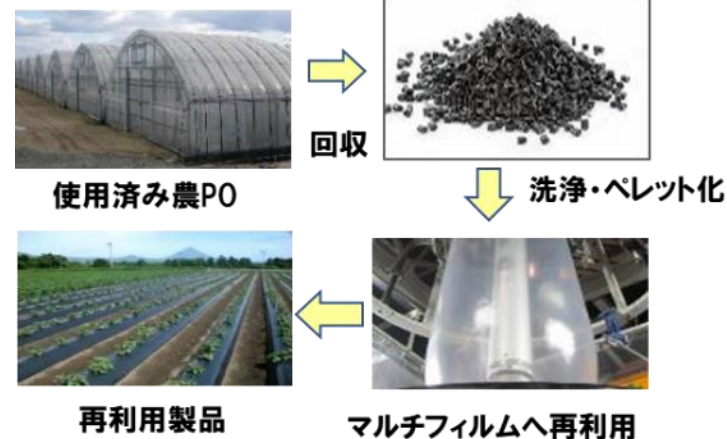 回収
使用済み農PO
洗浄・ペレット化
再利用製品
マルチフィルムへ再利用